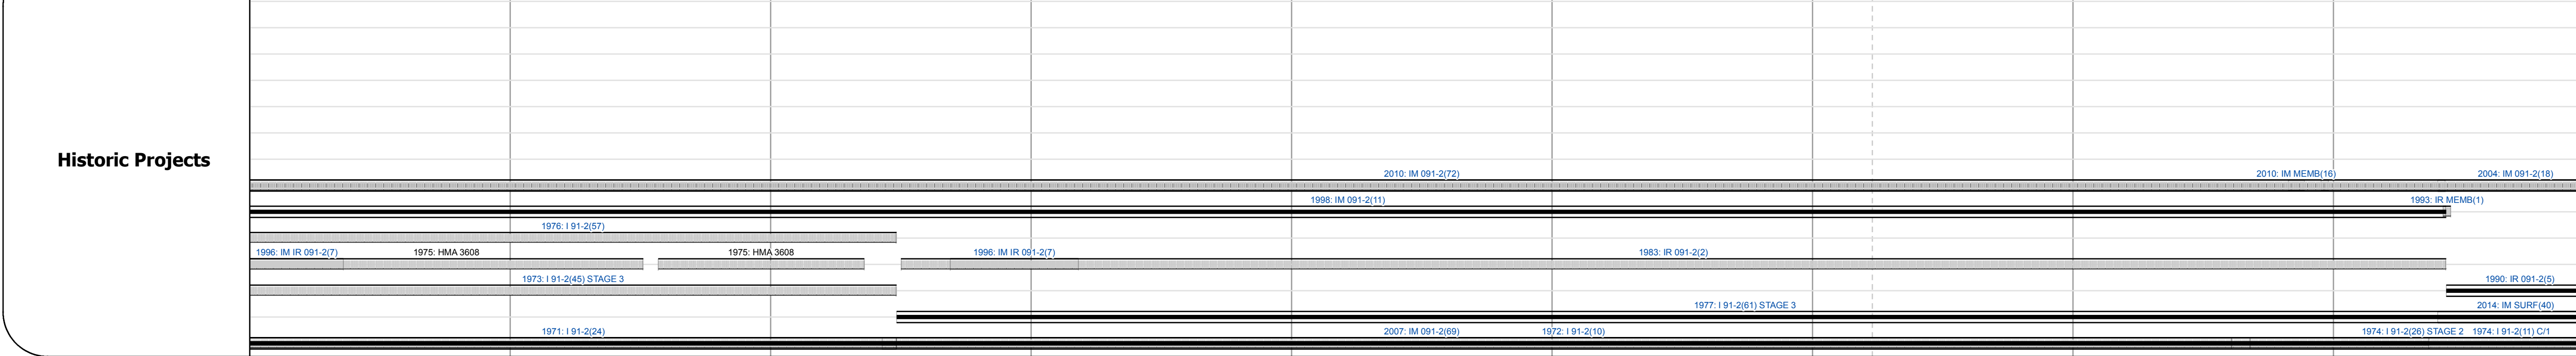 Historic Projects
2010: IM 091-2(72) 2010: IM MEMB(16) 2004: IM 091-2(18)
1998: IM 091-2(11) 1993: IR MEMB(1)
1976: I 91-2(57)
1996: IM IR 091-2(7) 1975: HMA 3608 1975: HMA 3608 1996: IM IR 091-2(7) 1983: IR 091-2(2)
1973: I 91-2(45) STAGE 3 1990: IR 091-2(5)
1977: I 91-2(61) STAGE 3 2014: IM SURF(40)
1971: I 91-2(24) 2007: IM 091-2(69) 1972: I 91-2(10) 1974: I 91-2(26) STAGE 2 1974: I 91-2(11) C/1